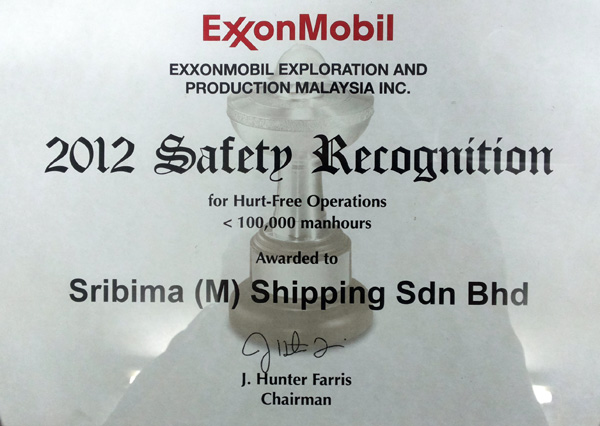 ExxonMobil
EXXONMOBIL EXPLORATION AND
PRODUCTION MALAYSIA INC.
2012 Safety Recognition
for Hurt-Free Operations
< 100,000 manhours
Awarded to
Sribima (M) Shipping Sdn Bhd
J. Hunter Farris
Chairman